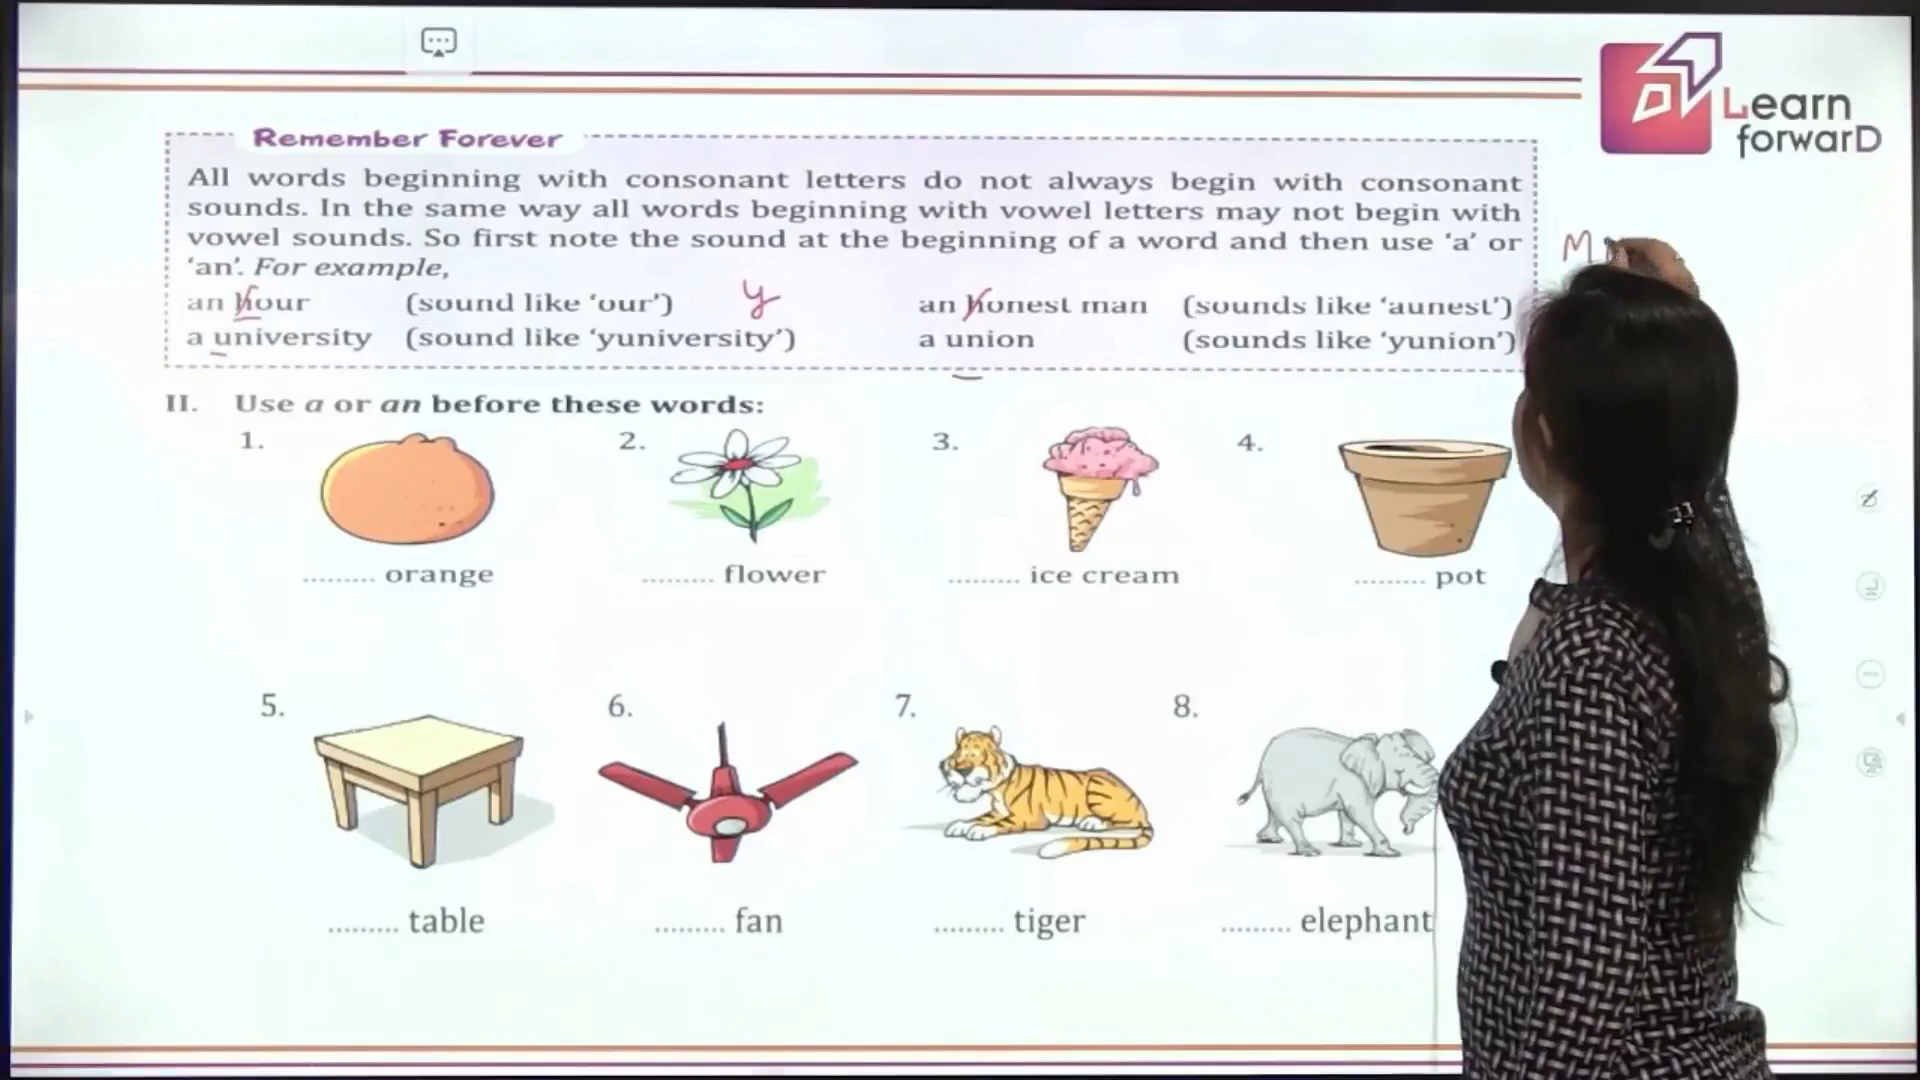 Learn
forwarD
Remember Forever
All words beginning with consonant letters do not always begin with consonant
sounds. In the same way all words beginning with vowel letters may not begin with
vowel sounds. So first note the sound at the beginning of a word and then use ‘a’ or
‘an’. For example,
M
y
an hour (sound like ‘our’) an honest man (sounds like ‘aunest’)
a university (sound like ‘yuniversity’) a union (sounds like ‘yunion’)
II. Use a or an before these words:
1. 2. 3. 4.
......... orange ......... flower ......... ice cream ......... pot
5. 6. 7. 8.
......... table ......... fan ......... tiger ......... elephant